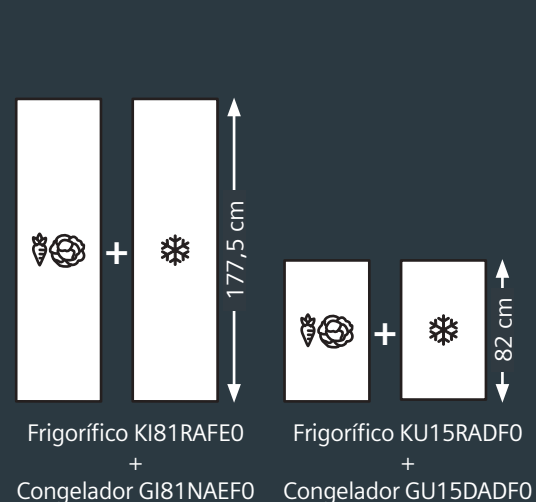 +
177,5 cm
+
82 cm
Frigorífico KI81RAFE0
+
Congelador GI81NAEF0
Frigorífico KU15RADF0
+
Congelador GU15DADF0